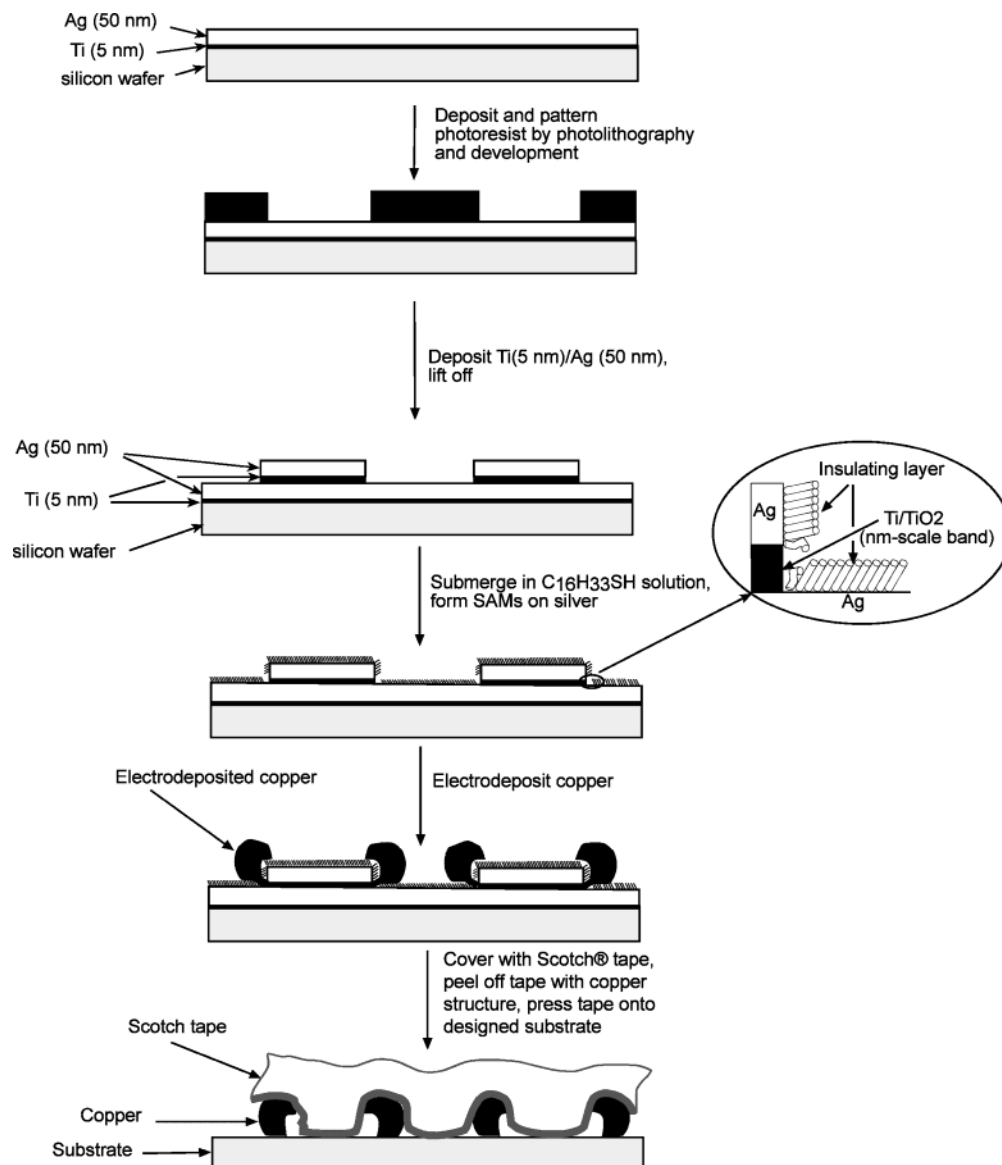 Ag (50 nm)
Ti (5 nm)
silicon wafer
Deposit and pattern
photoresist by photolithography
and development
Deposit Ti(5 nm)/Ag (50 nm),
lift off
Ag (50 nm)
Ti (5 nm)
silicon wafer
Insulating layer
Ag
Ti/TiO2
(nm-scale band)
Ag
Submerge in C16H33SH solution,
form SAMs on silver
Electrodeposited copper
Electrodeposit copper
Cover with Scotch® tape,
peel off tape with copper
structure, press tape onto
designed substrate
Scotch tape
Copper
Substrate